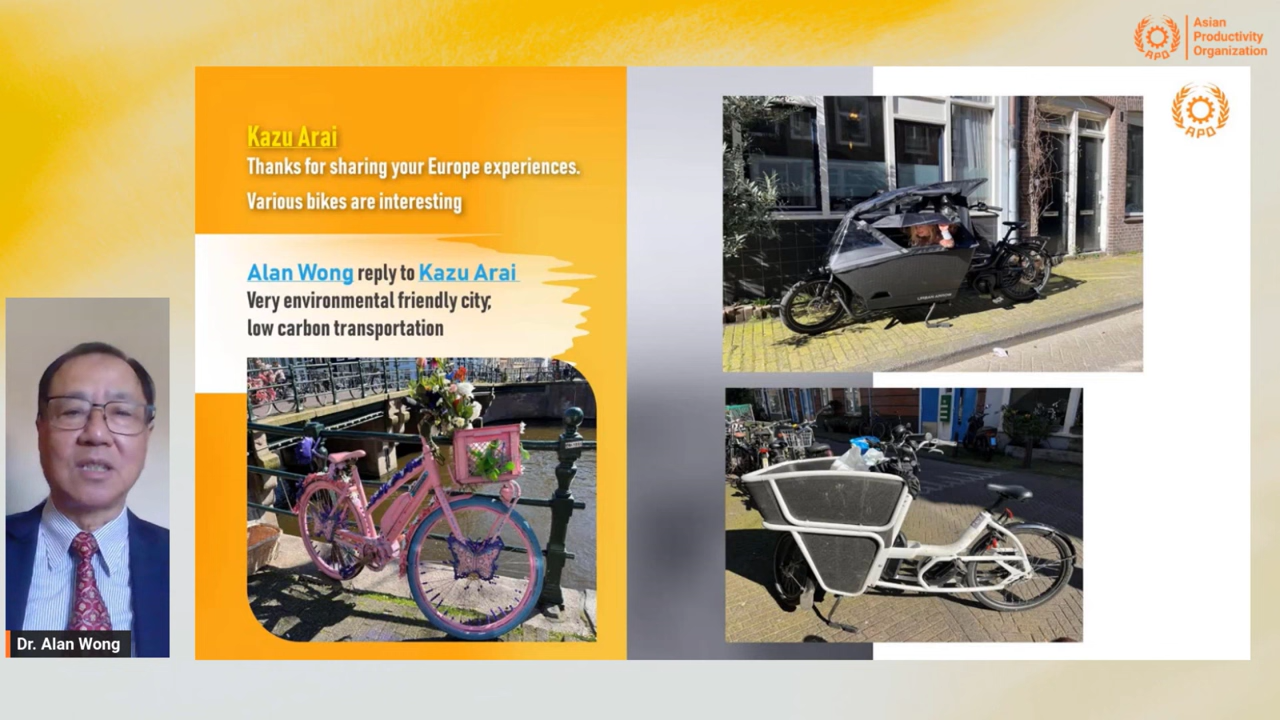 Asian
Productivity
Organization
APO
APO
Kazu Arai
Thanks for sharing your Europe experiences.
Various bikes are interesting
Alan Wong reply to Kazu Arai
Very environmental friendly city;
low carbon transportation
Dr. Alan Wong